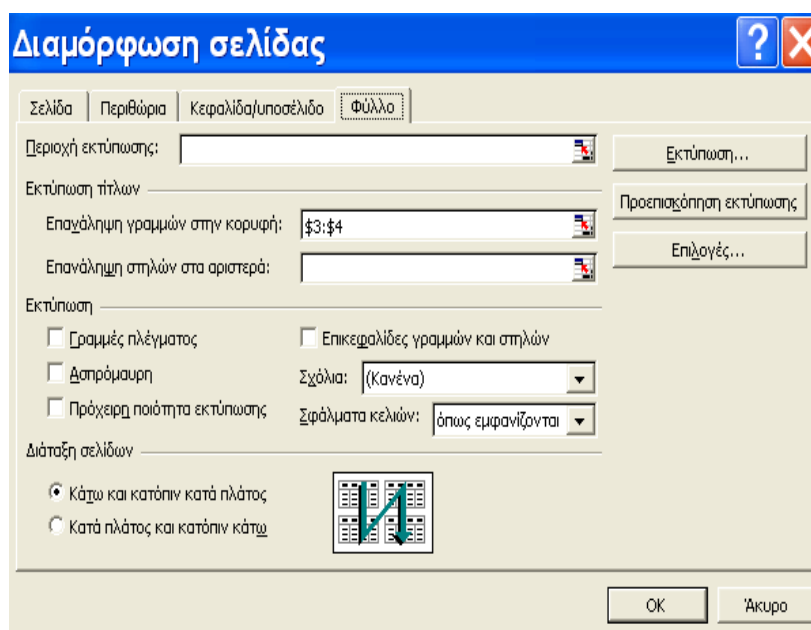 Διαμόρφωση σελίδας
Σελίδα Περιθώρια Κεφαλίδα/υποσέλιδο Φύλλο
Περιοχή εκτύπωσης:
Εκτύπωση...
Εκτύπωση τίτλων
Προεπισκόπηση εκτύπωσης
Επανάληψη γραμμών στην κορυφή: $3:$4
Επιλογές...
Επανάληψη στηλών στα αριστερά:
Εκτύπωση
Γραμμές πλέγματος
Επικεφαλίδες γραμμών και στηλών
Ασπρόμαυρη
Σχόλια: (Κανένα)
Πρόχειρη ποιότητα εκτύπωσης
Σφάλματα κελιών: όπως εμφανίζονται
Διάταξη σελίδων
Κάτω και κατόπιν κατά πλάτος
Κατά πλάτος και κατόπιν κάτω
OK Άκυρο